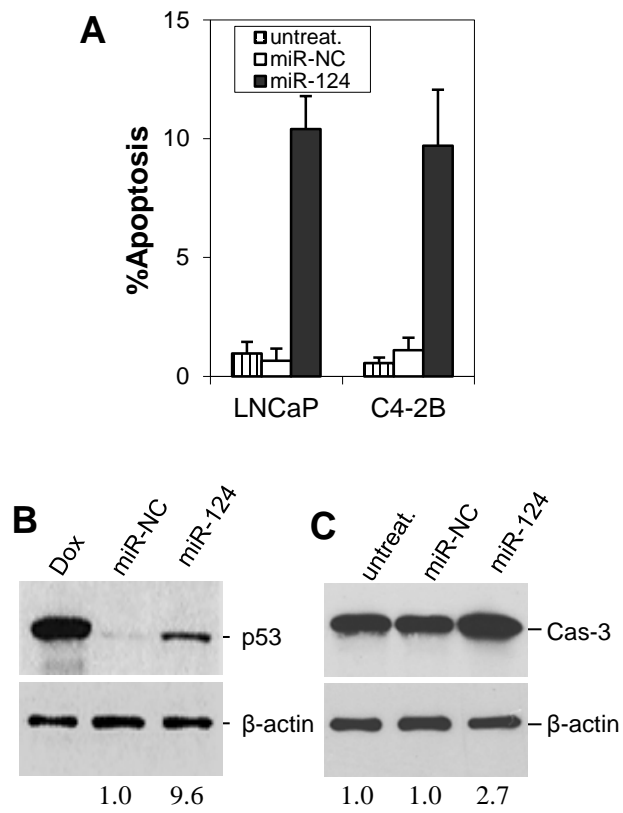 A
15
untreat.
miR-NC
miR-124
10
5
0
%Apoptosis
LNCaP C4-2B
B
Dox miR-NC miR-124
p53
β-actin
1.0 9.6
C
untreat. miR-NC miR-124
Cas-3
β-actin
1.0 1.0 2.7